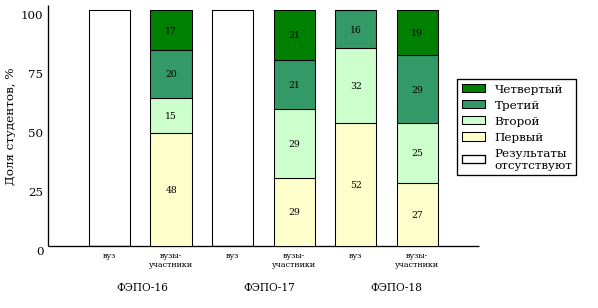 100
75
50
25
0
Доля студентов, %
17
20
15
48
21
21
29
29
16
32
52
19
29
25
27
вуз
вузы-
участники
вуз
вузы-
участники
вуз
вузы-
участники
ФЭПО-16
ФЭПО-17
ФЭПО-18
Четвертый
Третий
Второй
Первый
Результаты
отсутствуют